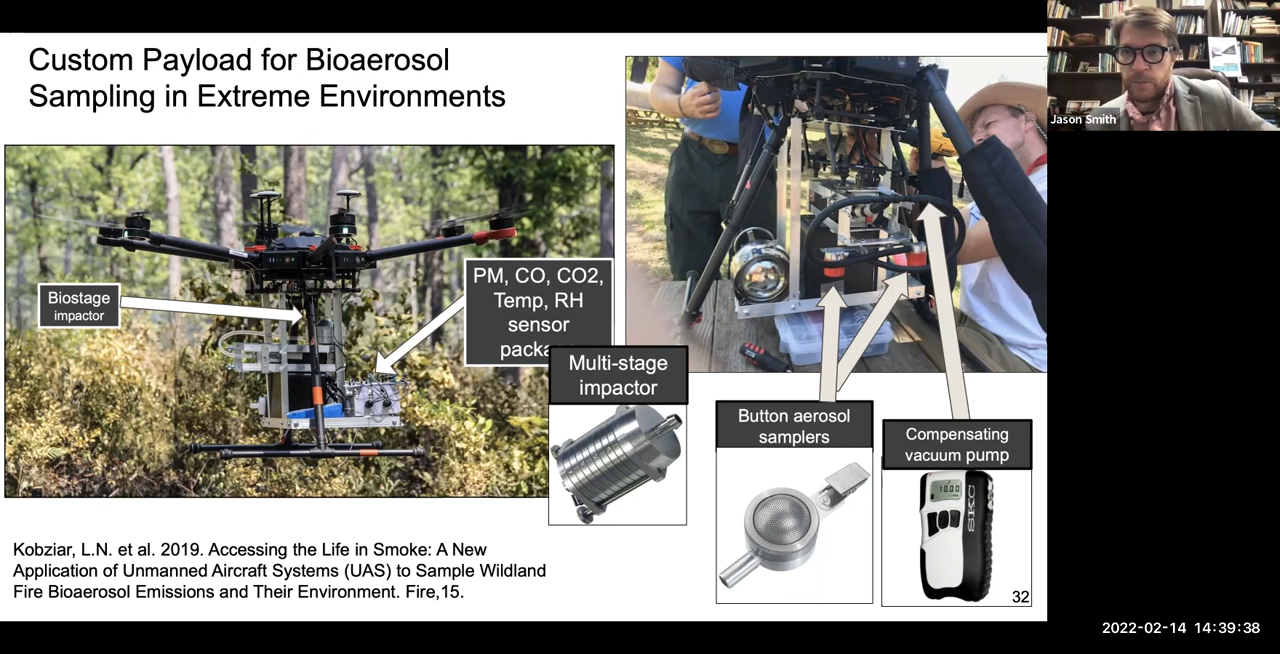 Custom Payload for Bioaerosol
Sampling in Extreme Environments
Jason Smith
Biostage
impactor
PM, CO, CO2,
Temp, RH
sensor
Multi-stage
impactor
Button aerosol
samplers
Compensating
vacuum pump
10.00
SKC
Kobziar, L.N. et al. 2019. Accessing the Life in Smoke: A New
Application of Unmanned Aircraft Systems (UAS) to Sample Wildland
Fire Bioaerosol Emissions and Their Environment. Fire,15.
32
2022-02-14 14:39:38